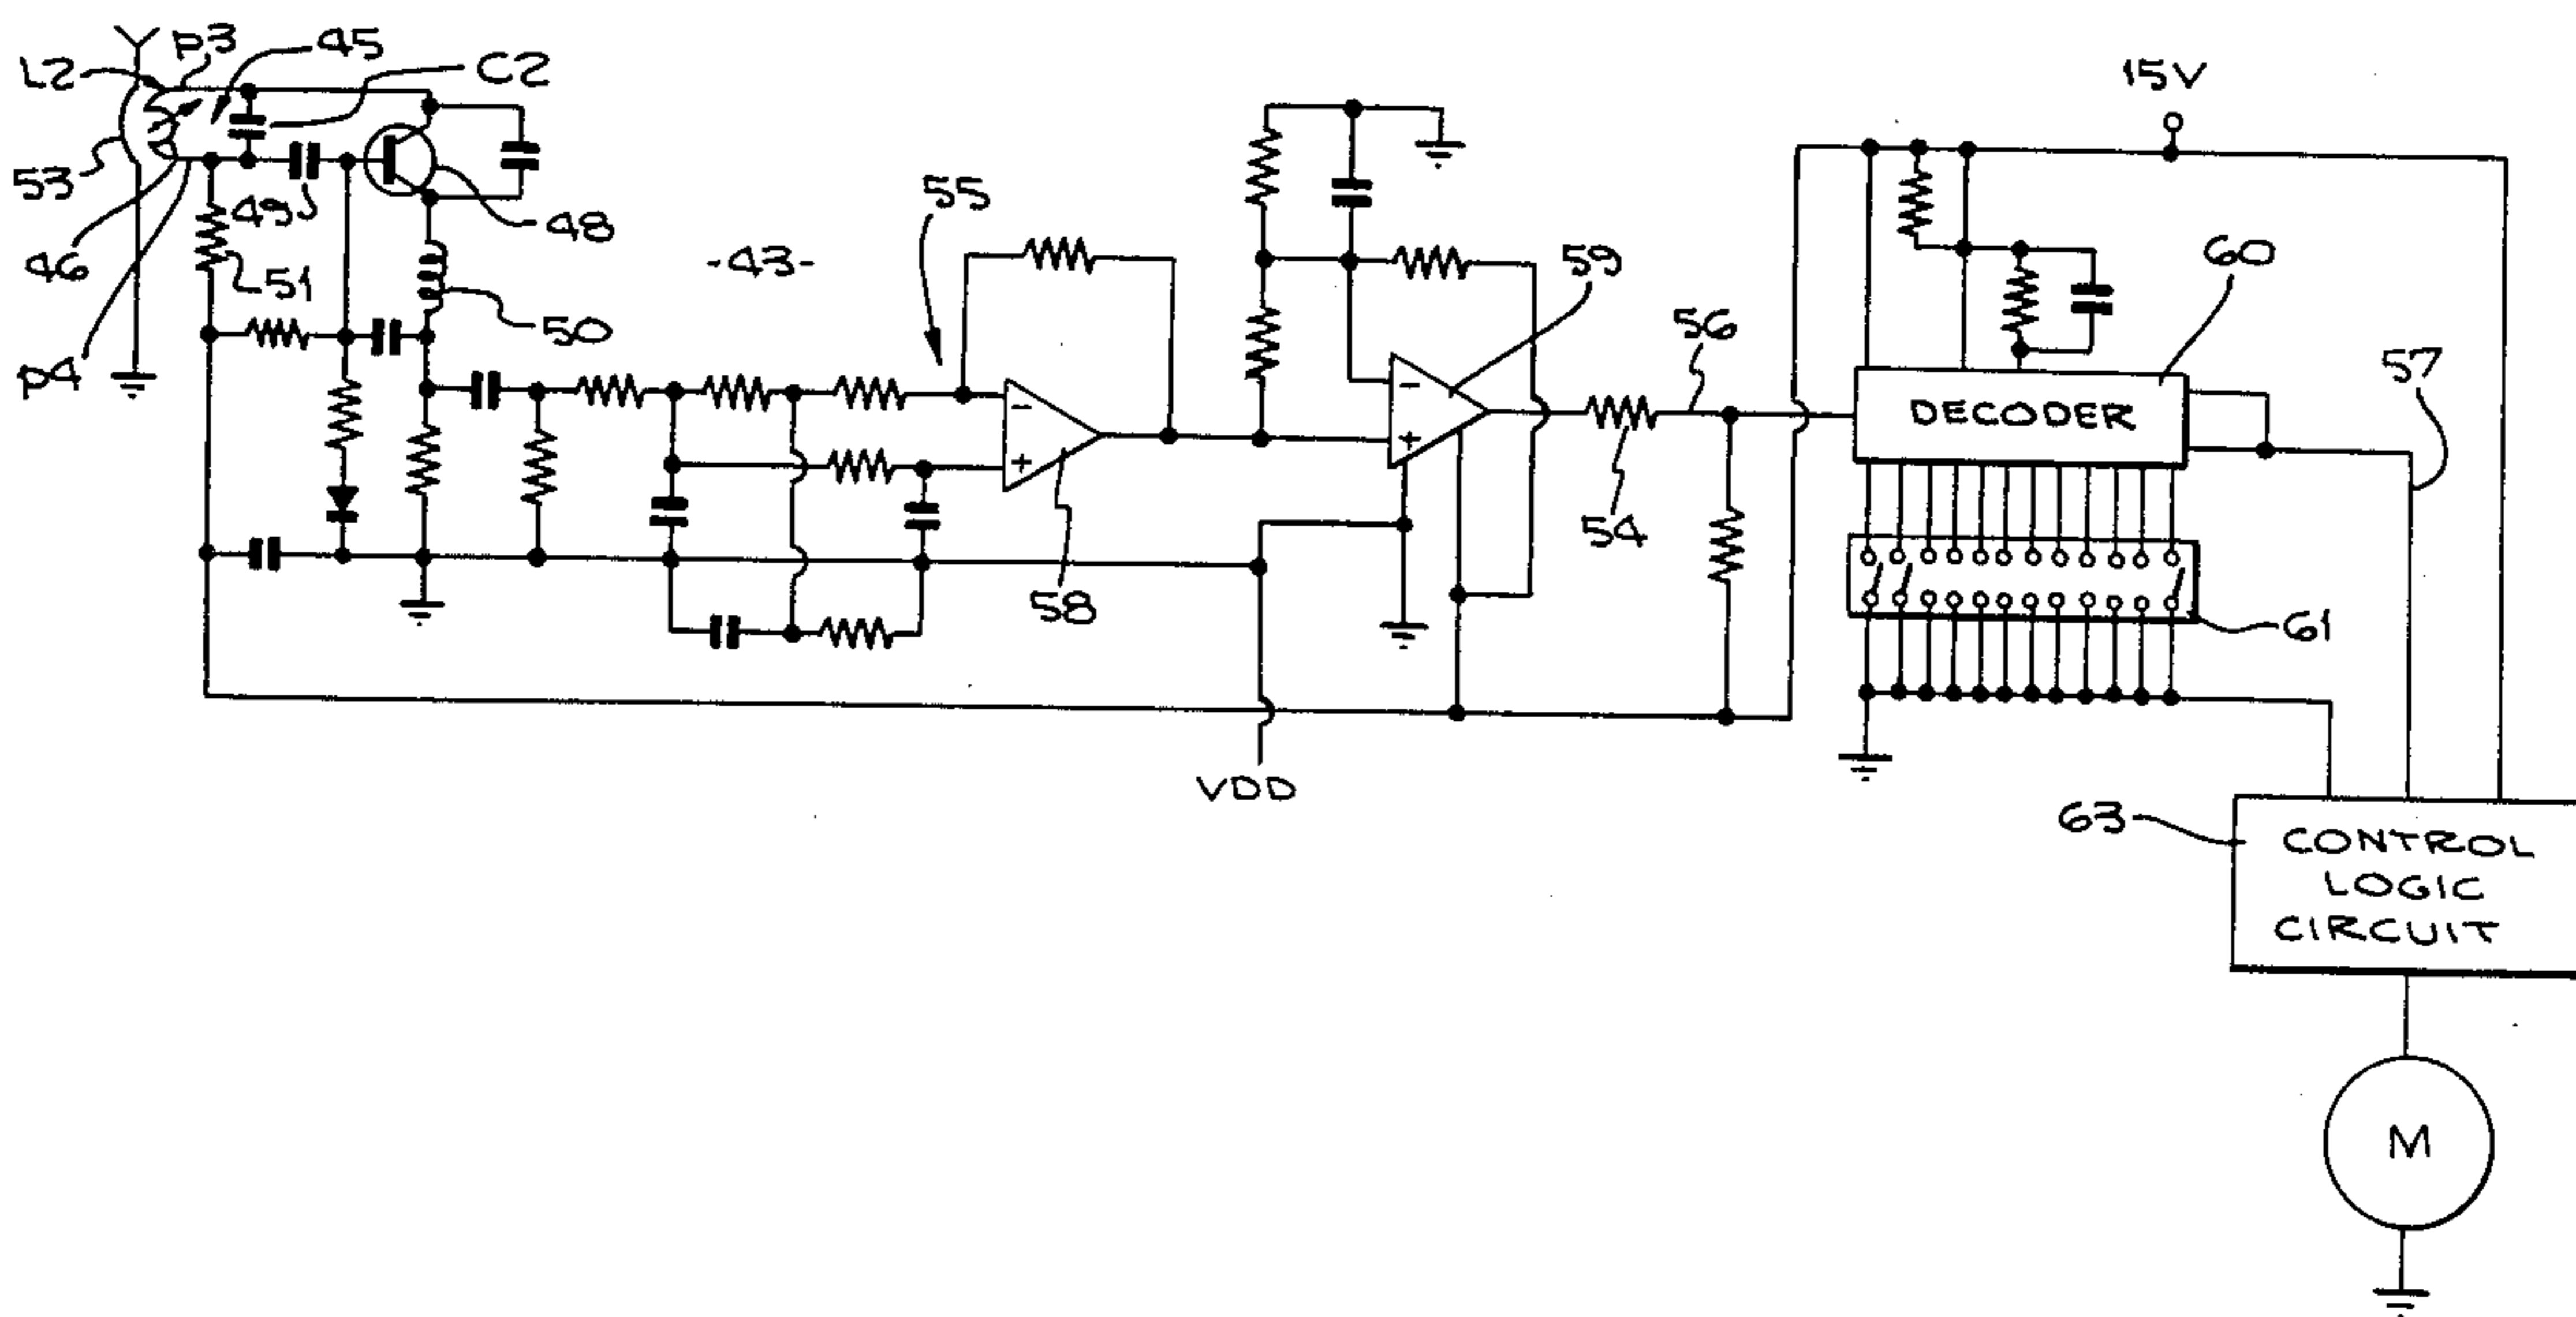 L2
p3
45
C2
53
49
48
46
51
p4
50
-43-
55
58
59
56
54
15V
60
DECODER
57
61
VDD
63
CONTROL
LOGIC
CIRCUIT
M
-
+
-
+